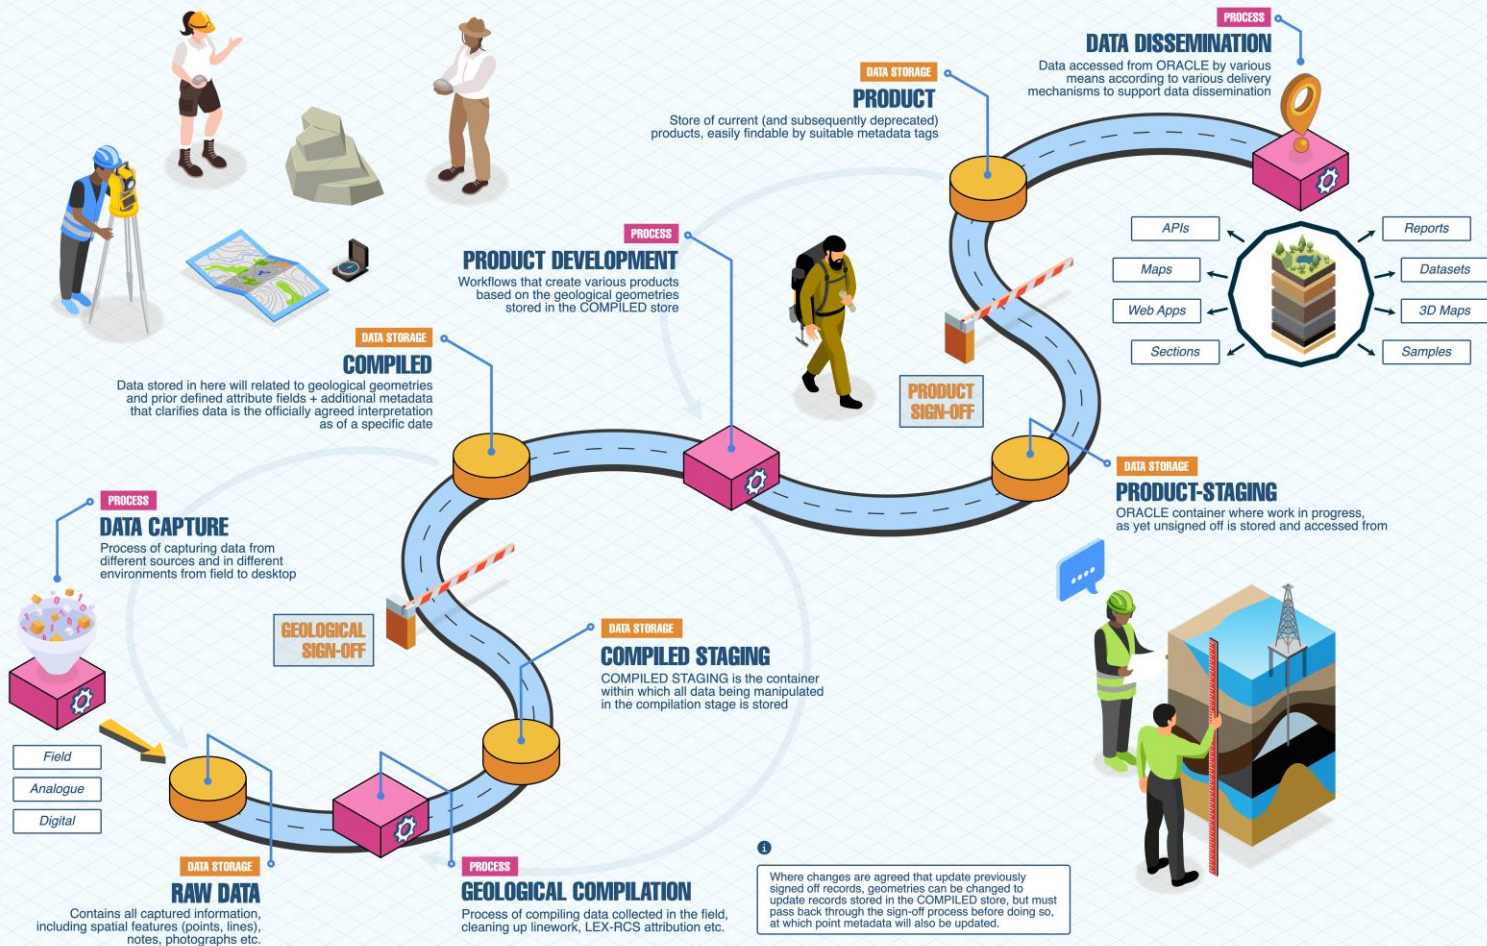 PROCESS
DATA DISSEMINATION
Data accessed from ORACLE by various
means according to various delivery
mechanisms to support data dissemination
DATA STORAGE
PRODUCT
Store of current (and subsequently deprecated)
products, easily findable by suitable metadata tags
APIs
Maps
Web Apps
Sections
Reports
Datasets
3D Maps
Samples
PROCESS
PRODUCT DEVELOPMENT
Workflows that create various products
based on the geological geometries
stored in the COMPILED store
PRODUCT
SIGN-OFF
DATA STORAGE
COMPILED
Data stored in here will related to geological geometries
and prior defined attribute fields + additional metadata
that clarifies data is the officially agreed interpretation
as of a specific date
DATA STORAGE
PRODUCT-STAGING
ORACLE container where work in progress,
as yet unsigned off is stored and accessed from
PROCESS
DATA CAPTURE
Process of capturing data from
different sources and in different
environments from field to desktop
GEOLOGICAL
SIGN-OFF
DATA STORAGE
COMPILED STAGING
COMPILED STAGING is the container
within which all data being manipulated
in the compilation stage is stored
Field
Analogue
Digital
DATA STORAGE
RAW DATA
Contains all captured information,
including spatial features (points, lines),
notes, photographs etc.
PROCESS
GEOLOGICAL COMPILATION
Process of compiling data collected in the field,
cleaning up linework, LEX-RCS attribution etc.
i
Where changes are agreed that update previously
signed off records, geometries can be changed to
update records stored in the COMPILED store, but must
pass back through the sign-off process before doing so,
at which point metadata will also be updated.